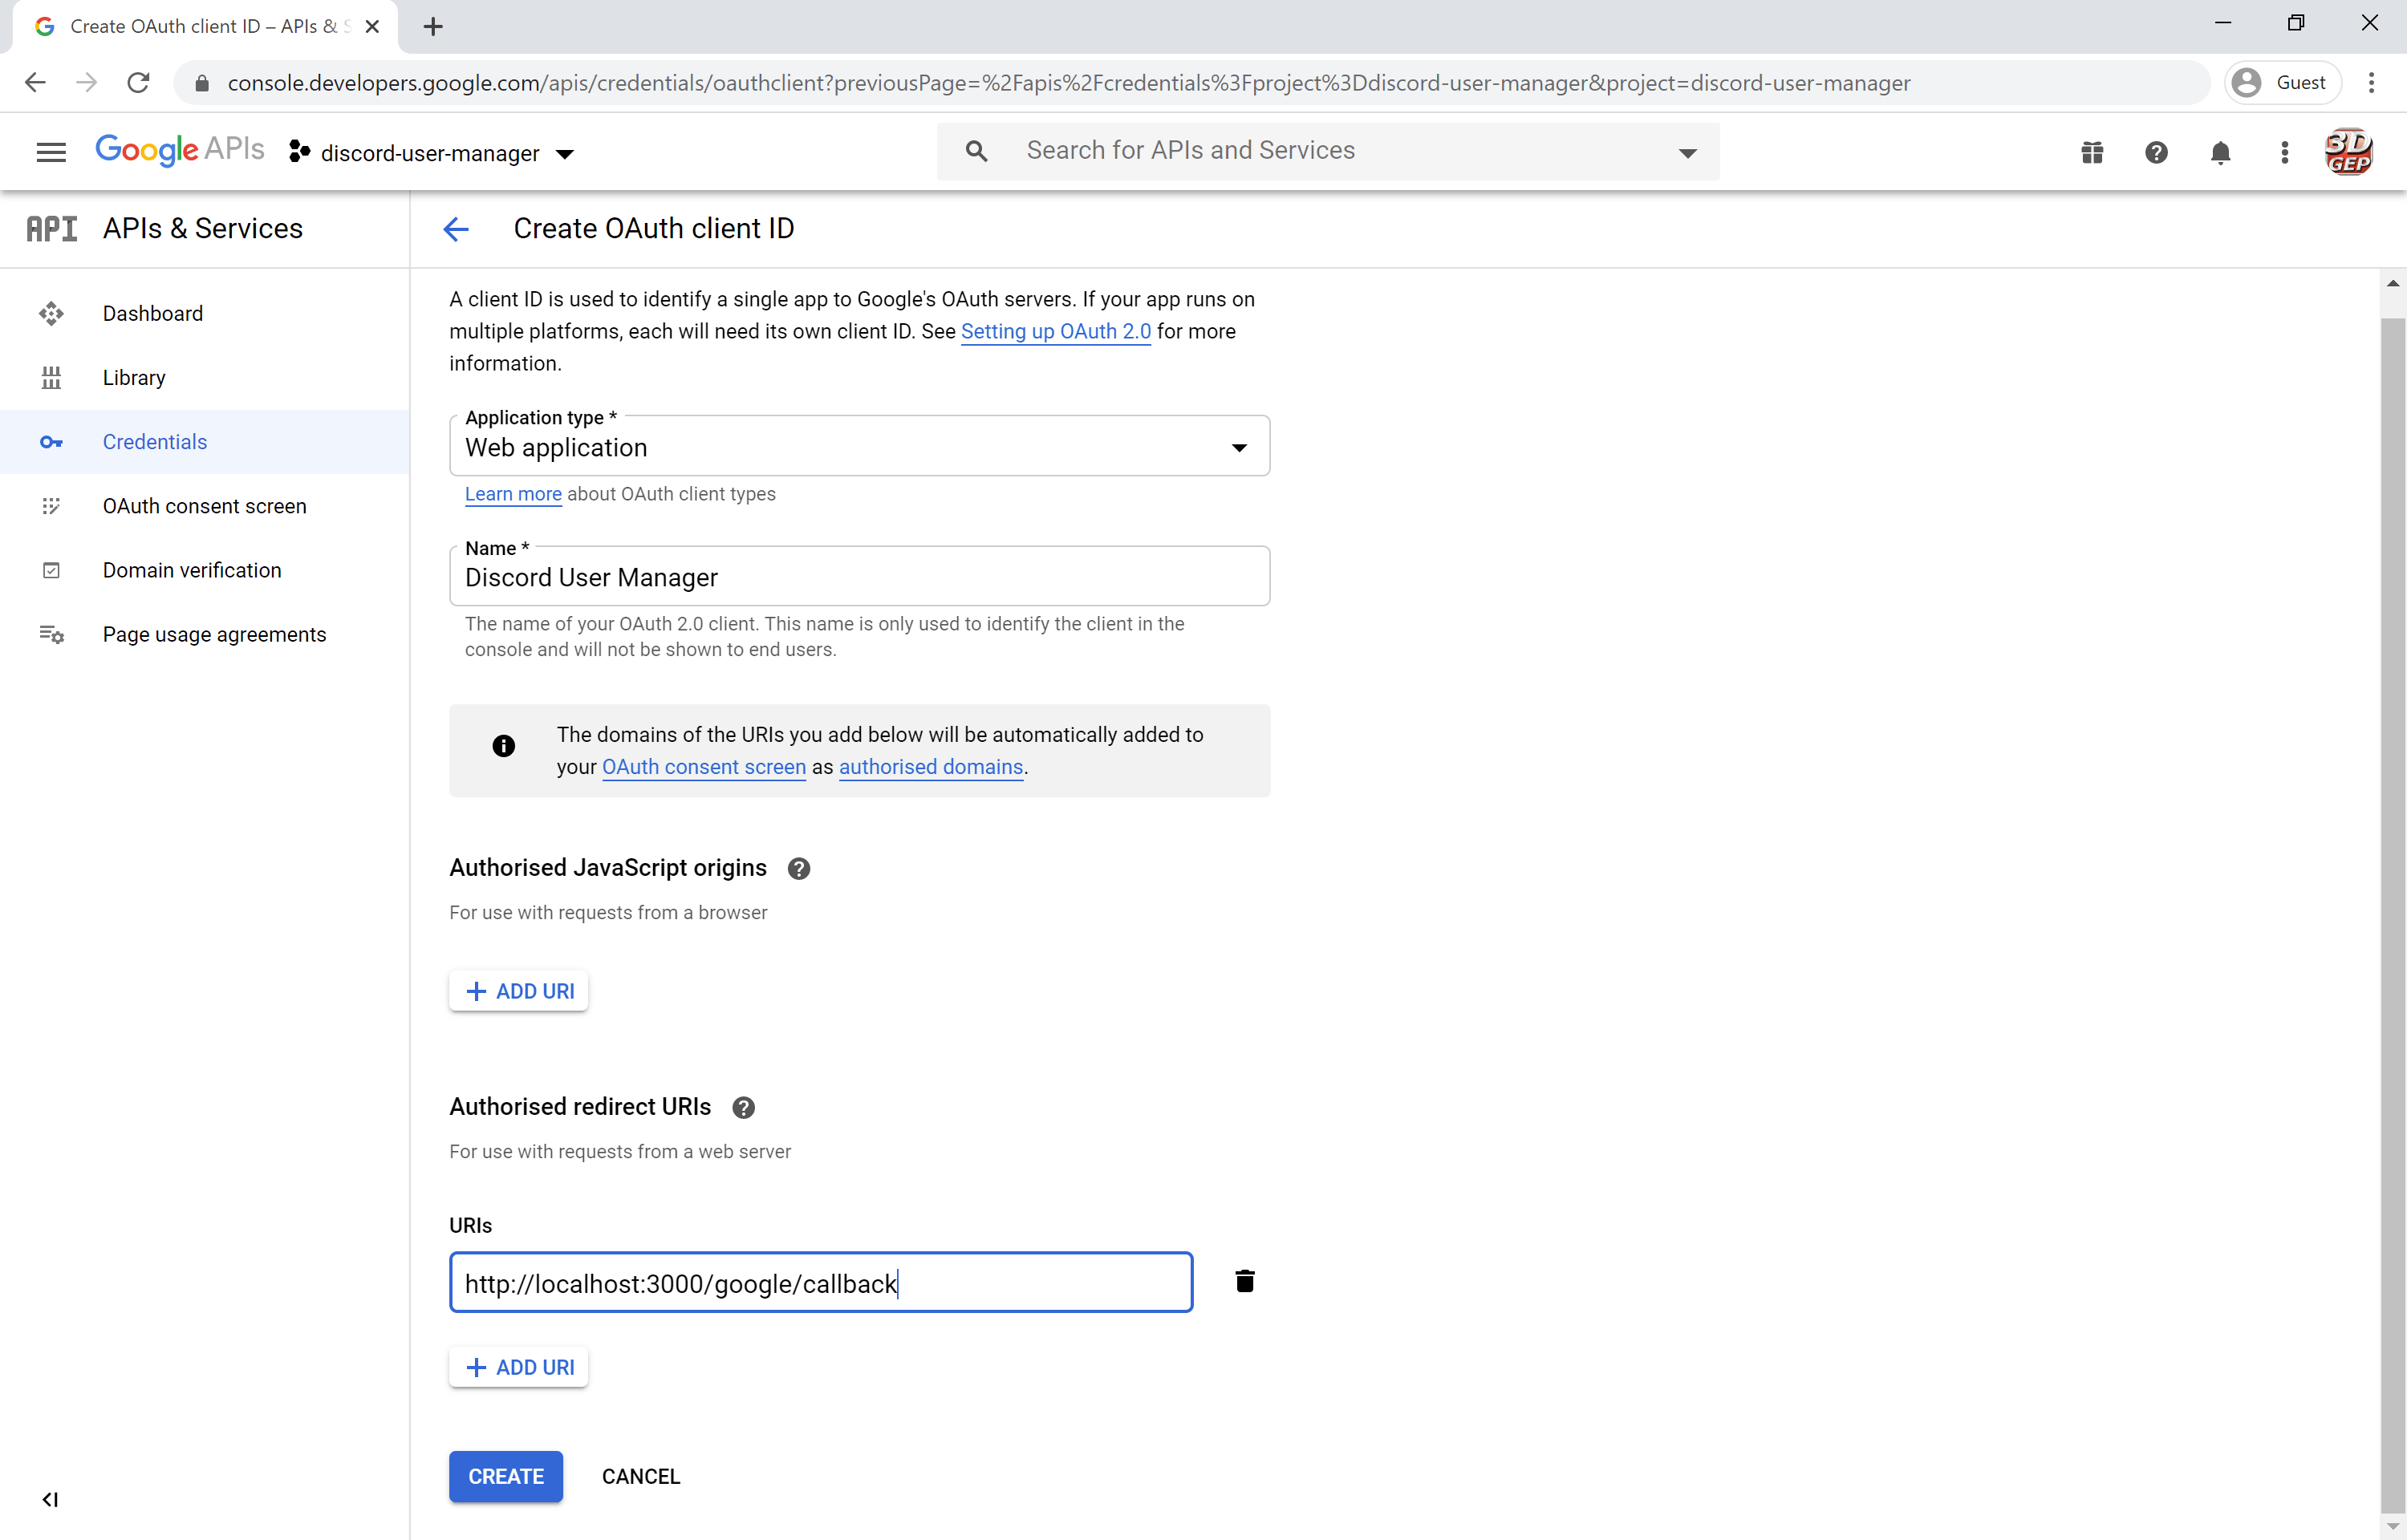 Create OAuth client ID – APIs & S
console.developers.google.com/apis/credentials/oauthclient?previousPage=%2Fapis%2Fcredentials%3Fproject%3Ddiscord-user-manager&project=discord-user-manager
Guest
Google APIs
discord-user-manager
Search for APIs and Services
3D
GEP
API
APIs & Services
Create OAuth client ID
Dashboard
Library
Credentials
OAuth consent screen
Domain verification
Page usage agreements
A client ID is used to identify a single app to Google's OAuth servers. If your app runs on
multiple platforms, each will need its own client ID. See Setting up OAuth 2.0 for more
information.
Application type *
Web application
Learn more about OAuth client types
Name *
Discord User Manager
The name of your OAuth 2.0 client. This name is only used to identify the client in the
console and will not be shown to end users.
The domains of the URIs you add below will be automatically added to
your OAuth consent screen as authorised domains.
Authorised JavaScript origins
For use with requests from a browser
ADD URI
Authorised redirect URIs
For use with requests from a web server
URIs
http://localhost:3000/google/callback
ADD URI
CREATE
CANCEL